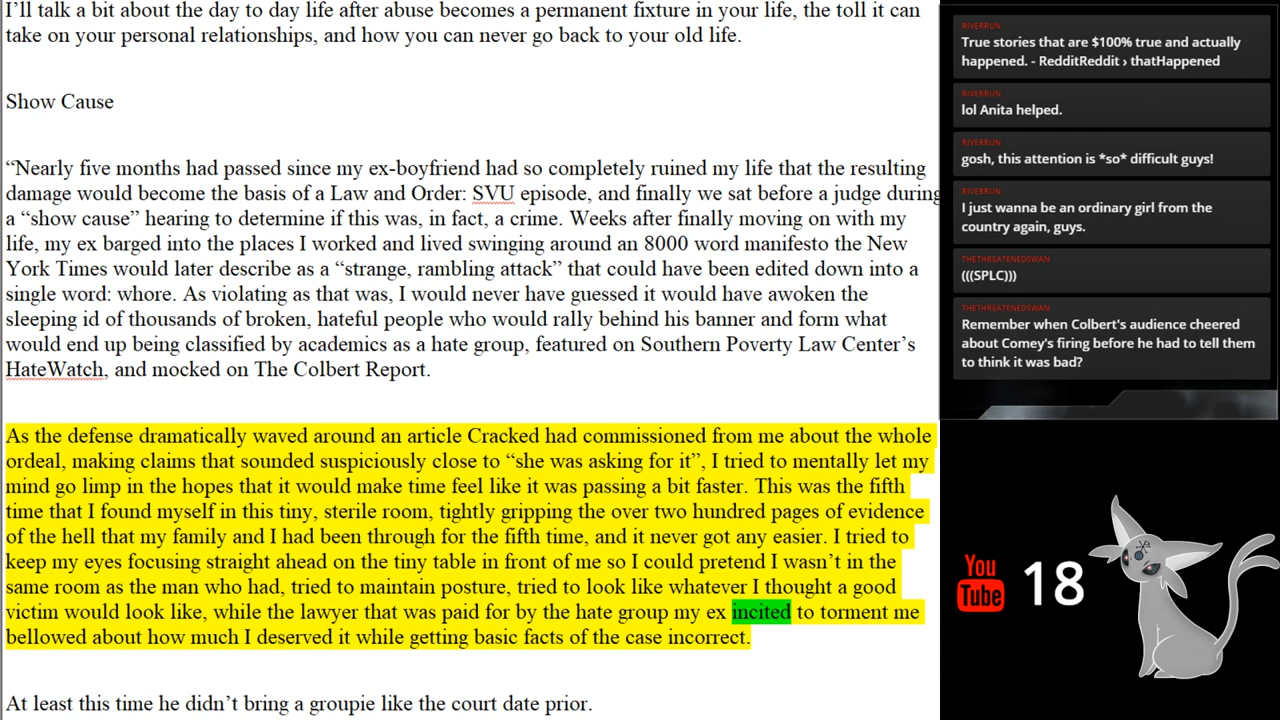 I'll talk a bit about the day to day life after abuse becomes a permanent fixture in your life, the toll it can
take on your personal relationships, and how you can never go back to your old life.
Show Cause
“Nearly five months had passed since my ex-boyfriend had so completely ruined my life that the resulting
damage would become the basis of a Law and Order: SVU episode, and finally we sat before a judge during
a “show cause” hearing to determine if this was, in fact, a crime. Weeks after finally moving on with my
life, my ex barged into the places I worked and lived swinging around an 8000 word manifesto the New
York Times would later describe as a “strange, rambling attack” that could have been edited down into a
single word: whore. As violating as that was, I would never have guessed it would have awoken the
sleeping id of thousands of broken, hateful people who would rally behind his banner and form what
would end up being classified by academics as a hate group, featured on Southern Poverty Law Center's
HateWatch, and mocked on The Colbert Report.
As the defense dramatically waved around an article Cracked had commissioned from me about the whole
ordeal, making claims that sounded suspiciously close to “she was asking for it”, I tried to mentally let my
mind go limp in the hopes that it would make time feel like it was passing a bit faster. This was the fifth
time that I found myself in this tiny, sterile room, tightly gripping the over two hundred pages of evidence
of the hell that my family and I had been through for the fifth time, and it never got any easier. I tried to
keep my eyes focusing straight ahead on the tiny table in front of me so I could pretend I wasn't in the
same room as the man who had, tried to maintain posture, tried to look like whatever I thought a good
victim would look like, while the lawyer that was paid for by the hate group my ex incited to torment me
bellowed about how much I deserved it while getting basic facts of the case incorrect.
At least this time he didn't bring a groupie like the court date prior.
RIVERRUN
True stories that are $100% true and actually
happened. - RedditReddit › thatHappened
RIVERRUN
lol Anita helped.
RIVERRUN
gosh, this attention is *so* difficult guys!
RIVERRUN
I just wanna be an ordinary girl from the
country again, guys.
THETHREATENEDSWAN
(((SPLC)))
THETHREATENEDSWAN
Remember when Colbert's audience cheered
about Comey's firing before he had to tell them
to think it was bad?
You
Tube
18